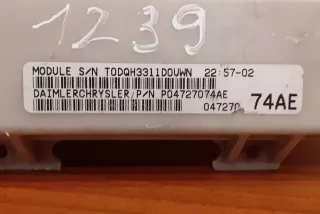 1239
MODULE S/N TODQH3311DOUWN 22:57-02
DAIMLERCHRYSLER/P/N P04727074AE
047270 74AE